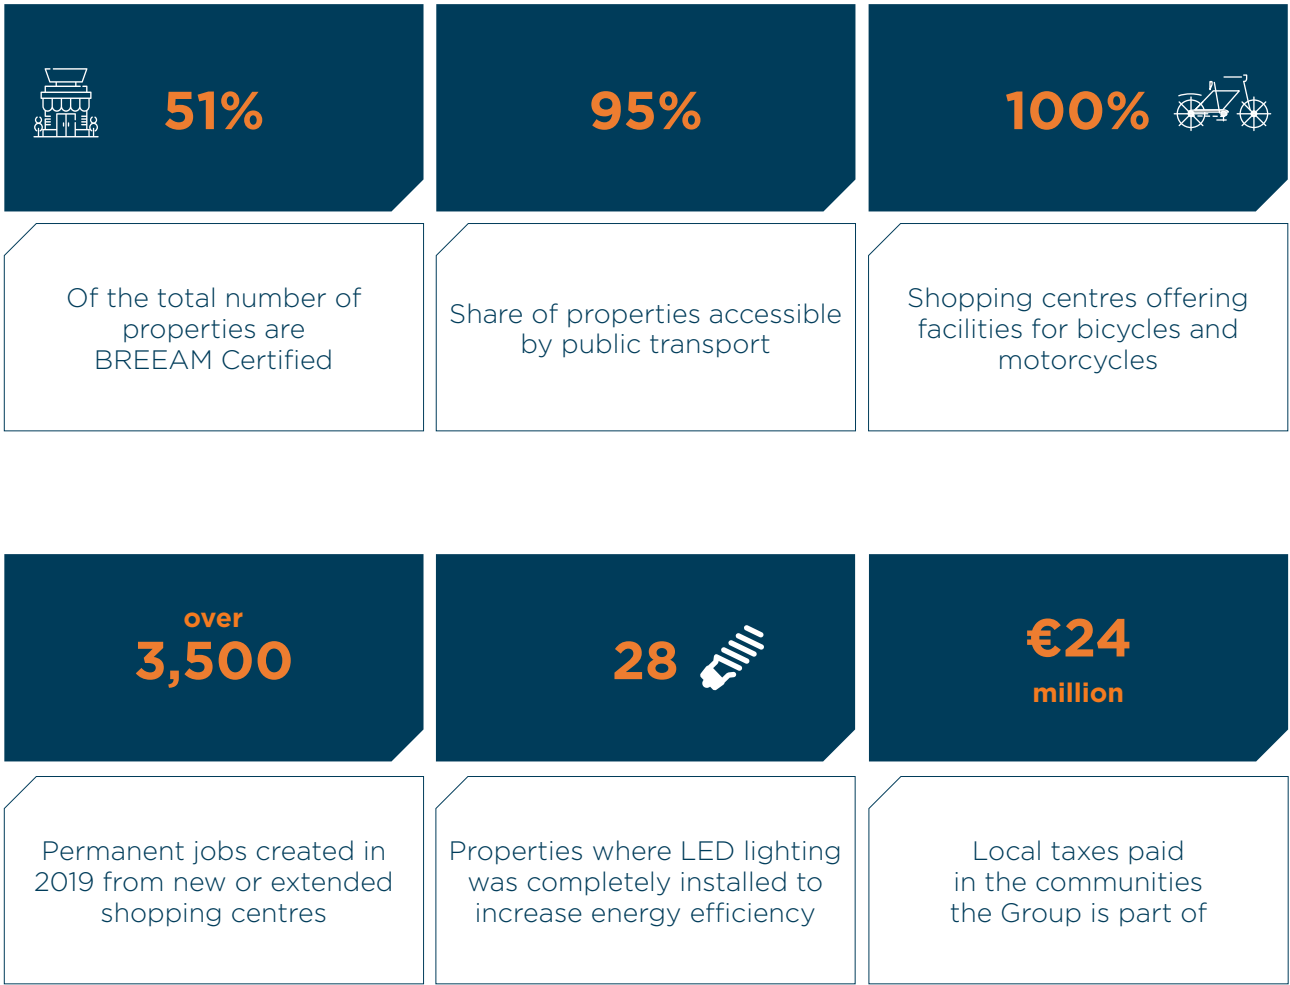 51%
Of the total number of
properties are
BREEAM Certified
95%
Share of properties accessible
by public transport
100%
Shopping centres offering
facilities for bicycles and
motorcycles
over
3,500
Permanent jobs created in
2019 from new or extended
shopping centres
28
Properties where LED lighting
was completely installed to
increase energy efficiency
€24
million
Local taxes paid
in the communities
the Group is part of